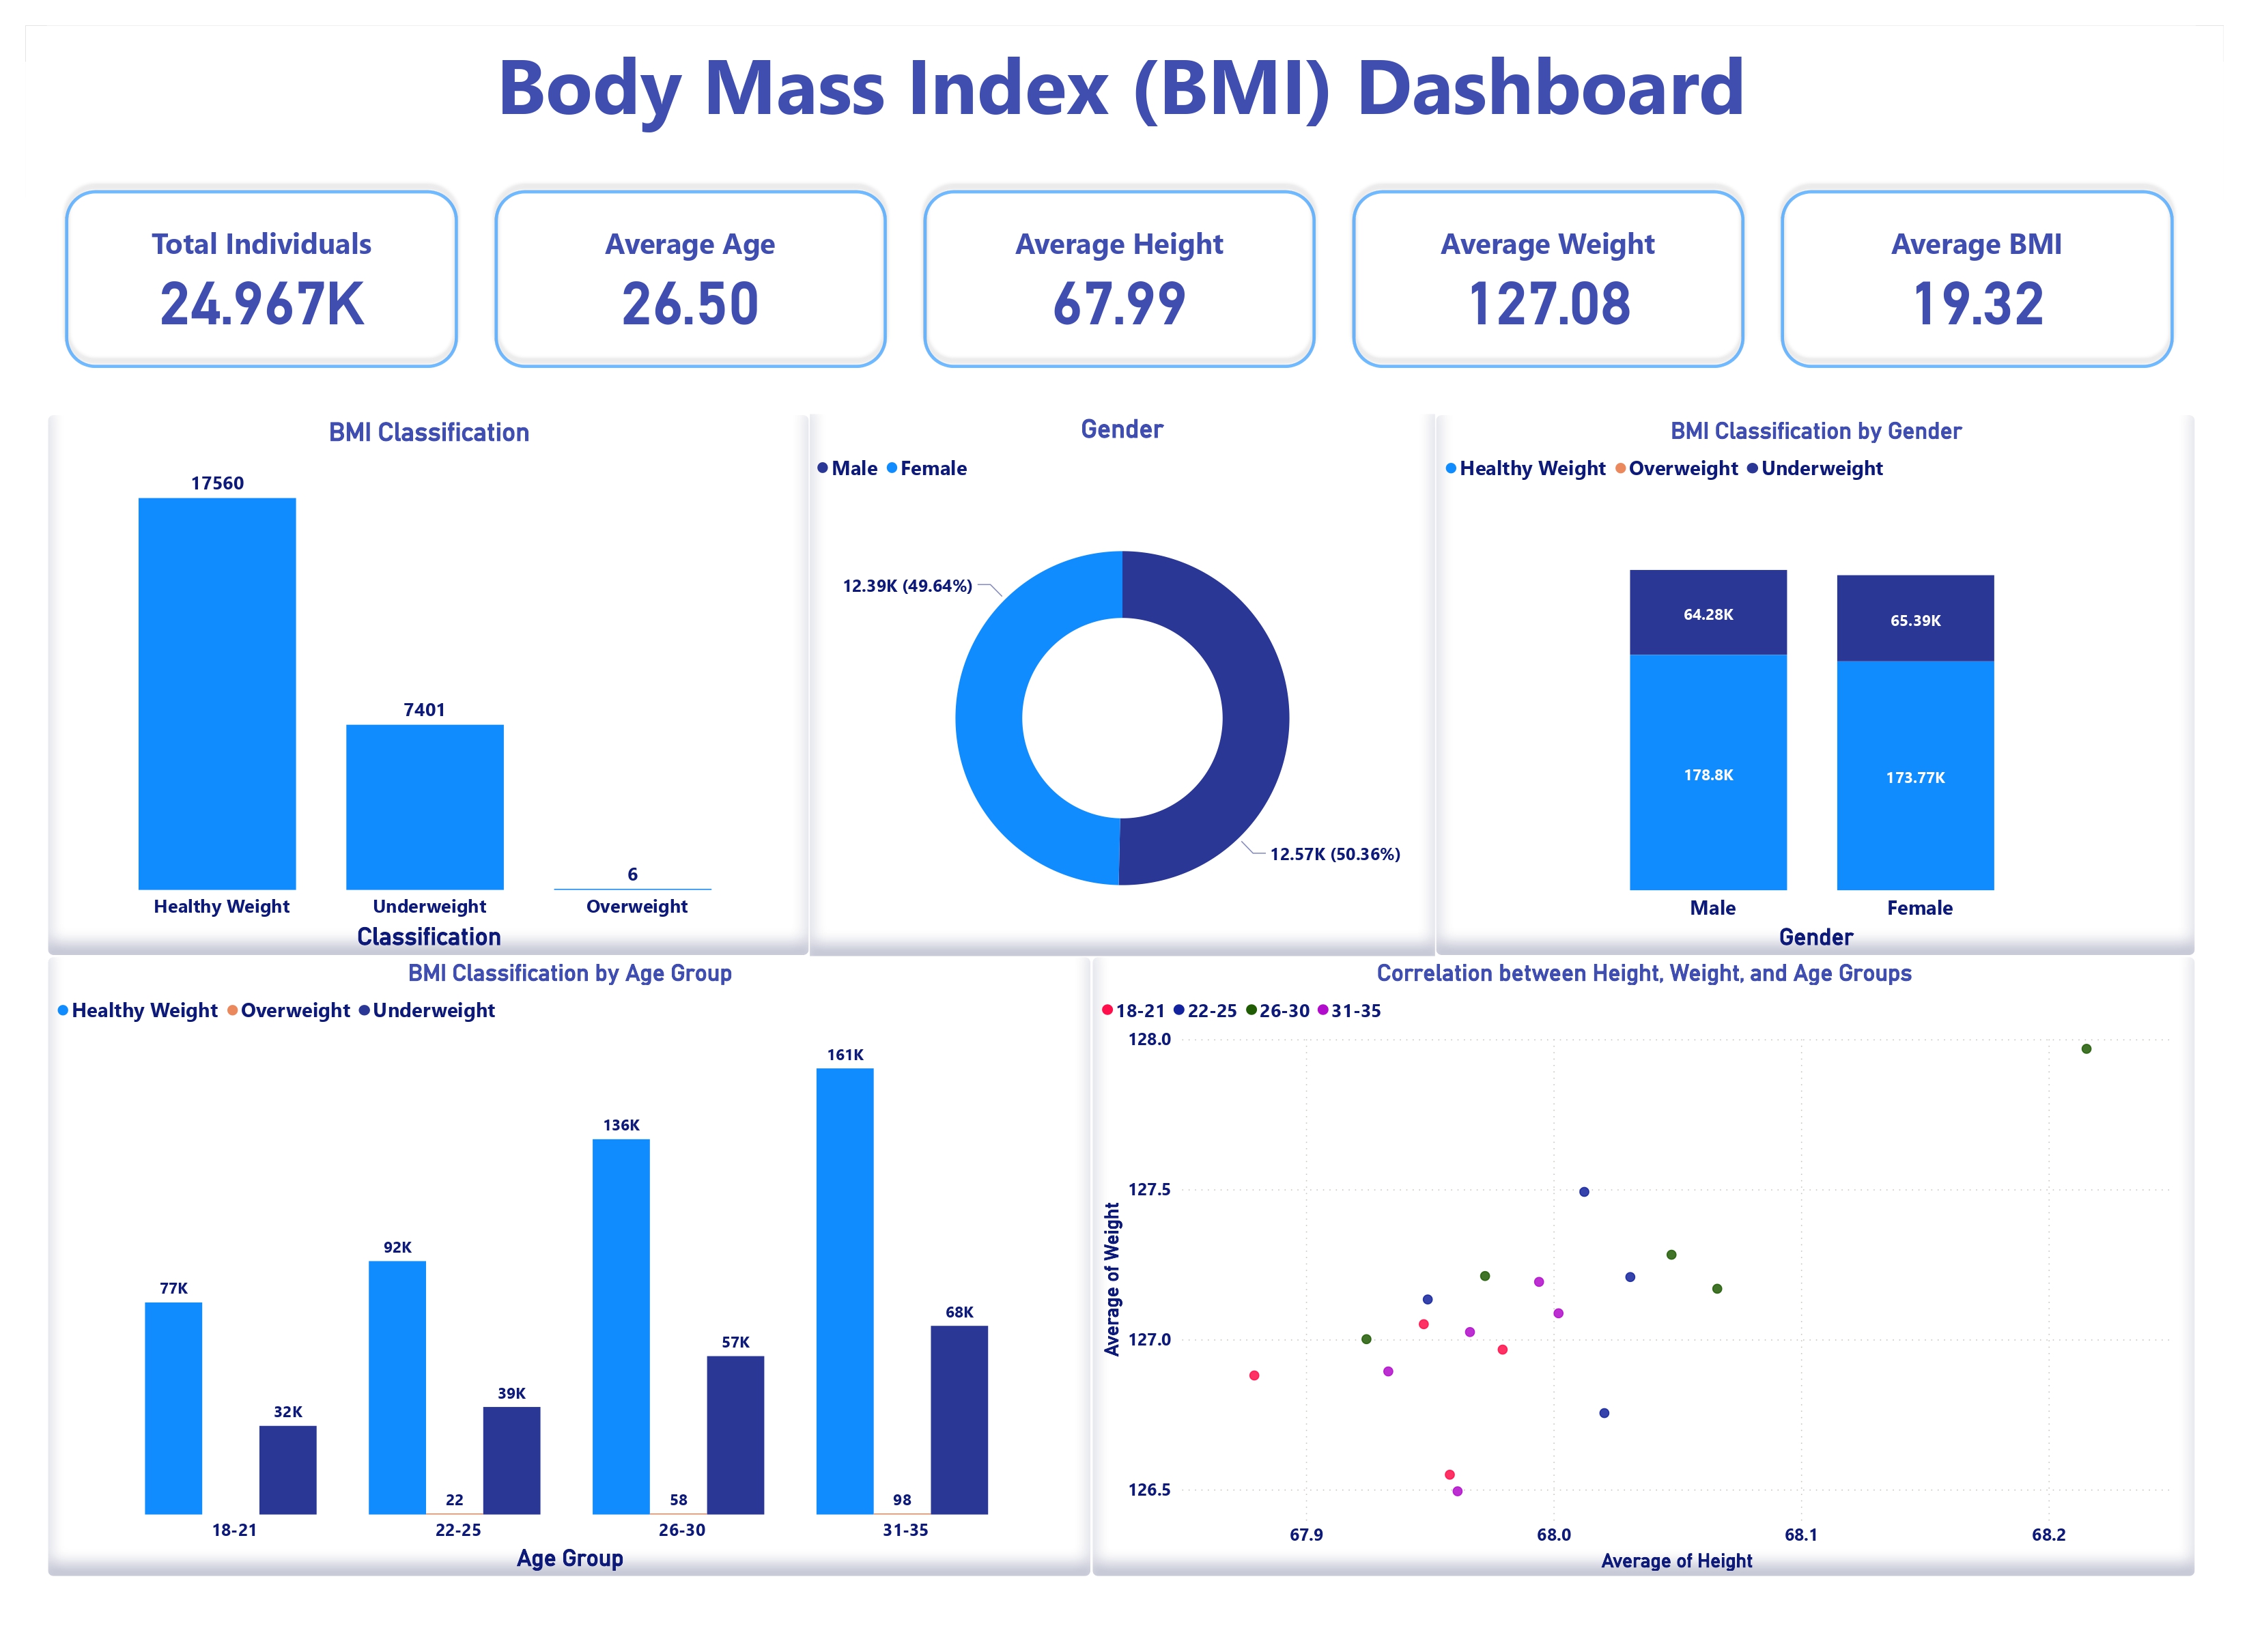 Body Mass Index (BMI) Dashboard
Total Individuals
24.967K
Average Age
26.50
Average Height
67.99
Average Weight
127.08
Average BMI
19.32
BMI Classification
17560
7401
6
Healthy Weight Underweight Overweight
Classification
Gender
Male Female
12.39K (49.64%)
12.57K (50.36%)
BMI Classification by Gender
Healthy Weight Overweight Underweight
64.28K
65.39K
178.8K
173.77K
Male Female
Gender
BMI Classification by Age Group
Healthy Weight Overweight Underweight
161K
136K
92K
77K
68K
57K
39K
32K
22
58
98
18-21 22-25 26-30 31-35
Age Group
Correlation between Height, Weight, and Age Groups
18-21 22-25 26-30 31-35
128.0
127.5
127.0
126.5
Average of Weight
67.9 68.0 68.1 68.2
Average of Height